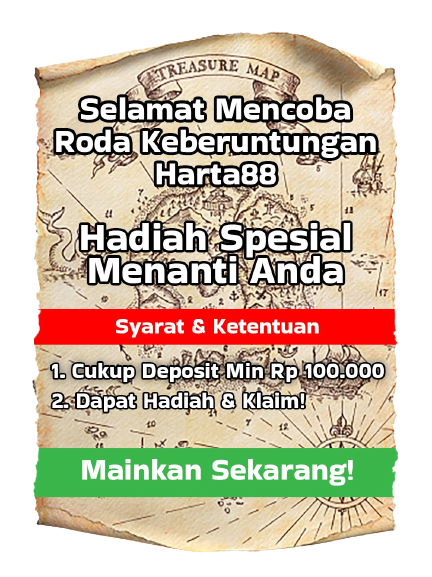 TREASURE MAP
Selamat Mencoba
Roda Keberuntungan
Harta88
Hadiah Spesial
Menanti Anda
Syarat & Ketentuan
1. Cukup Deposit Min Rp 100.000
2. Dapat Hadiah & Klaim!
Mainkan Sekarang!